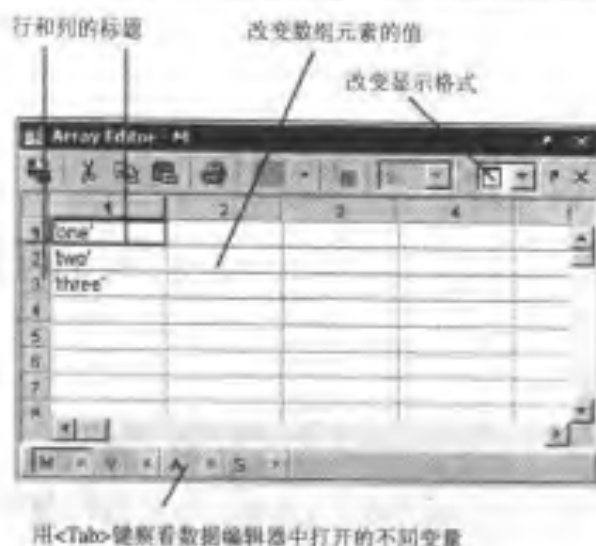 行和列的标题
改变数组元素的值
改变显示格式
Array Editor - M
1 2 3 4
1 'one'
2 'two'
3 'three'
4
5
6
7
8
M V A S
用<Tab>键察看数据编辑器中打开的不同变量